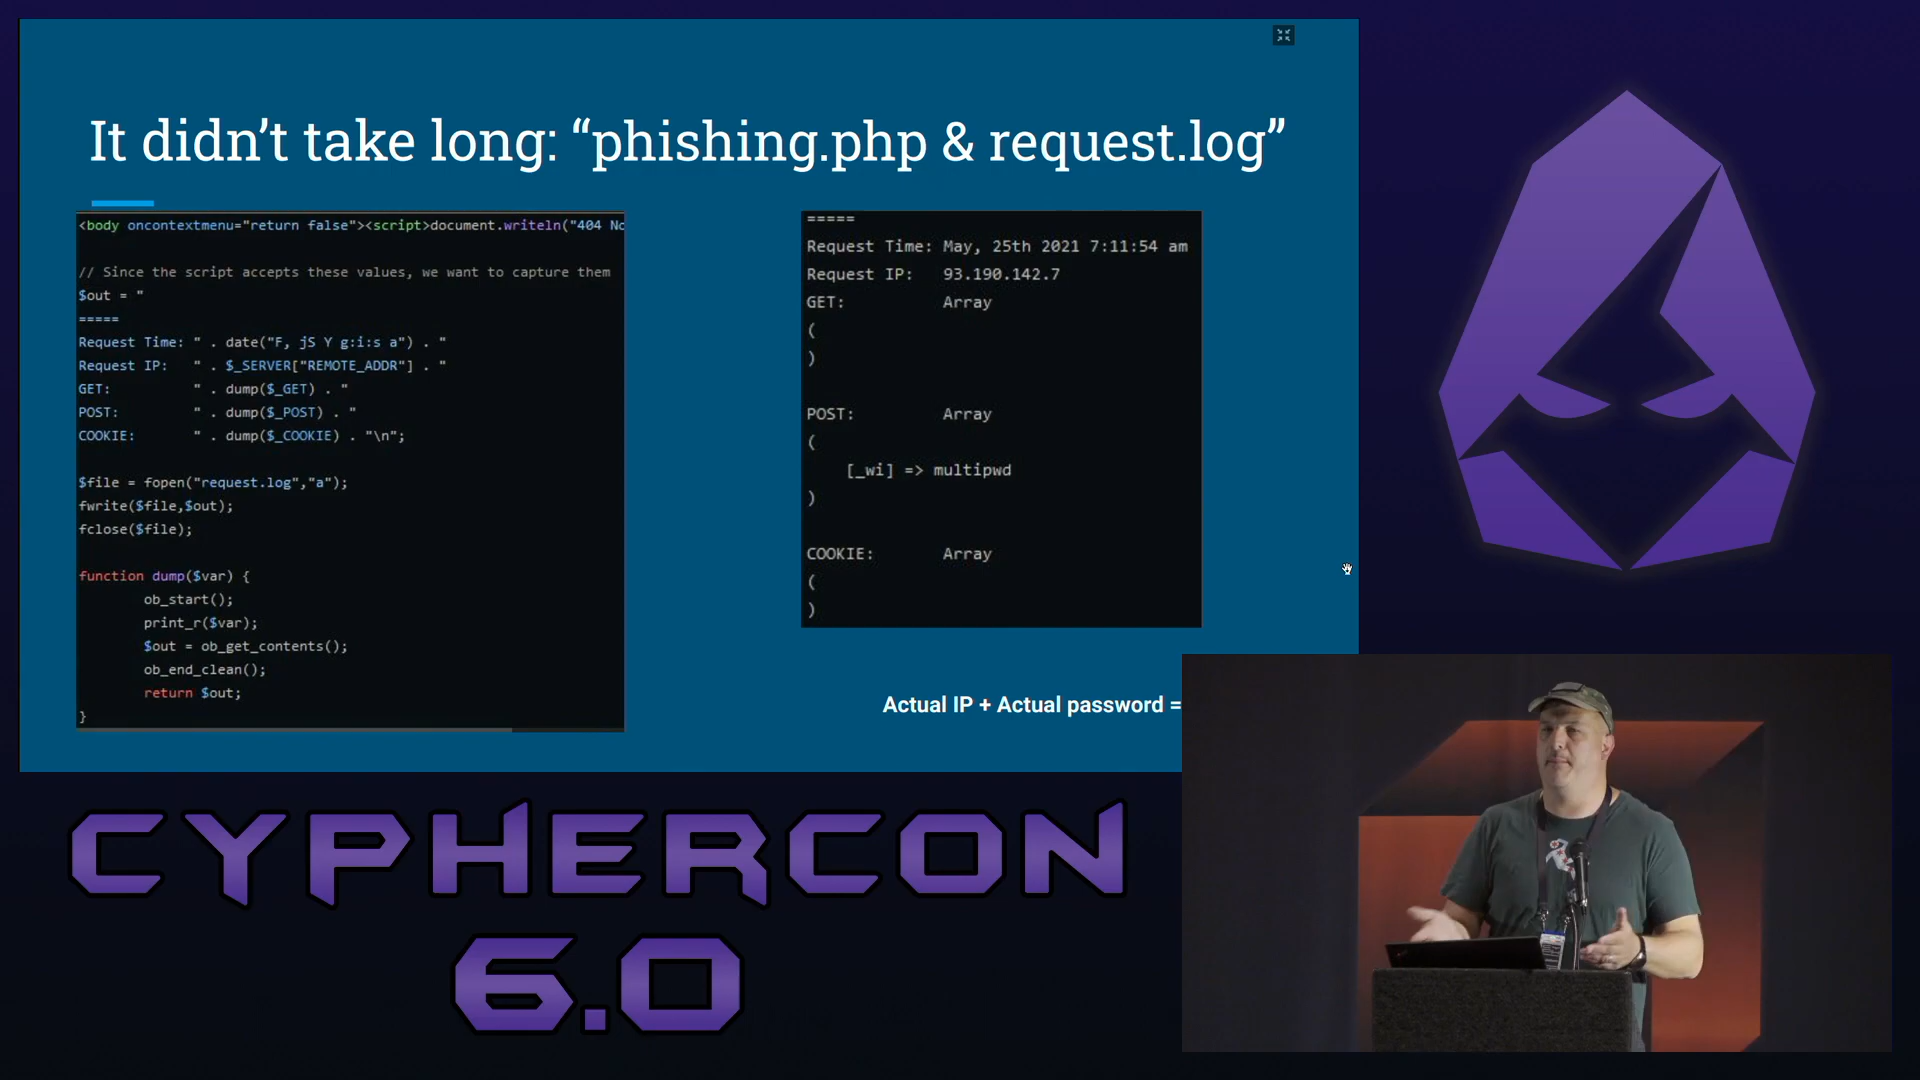 It didn't take long: “phishing.php & request.log”
<body oncontextmenu="return false"><script>document.writeln("404 No
// Since the script accepts these values, we want to capture them
$out = "
=====
Request Time: " . date("F, jS Y g:i:s a") . "
Request IP:   " . $_SERVER["REMOTE_ADDR"] . "
GET:          " . dump($_GET) . "
POST:         " . dump($_POST) . "
COOKIE:       " . dump($_COOKIE) . "\n";
$file = fopen("request.log","a");
fwrite($file,$out);
fclose($file);
function dump($var) {
ob_start();
print_r($var);
$out = ob_get_contents();
ob_end_clean();
return $out;
}
=====
Request Time: May, 25th 2021 7:11:54 am
Request IP:   93.190.142.7
GET:          Array
(
)
POST:         Array
(
[_wi] => multipwd
)
COOKIE:       Array
(
)
Actual IP + Actual password =
CYPHERCON
6.0